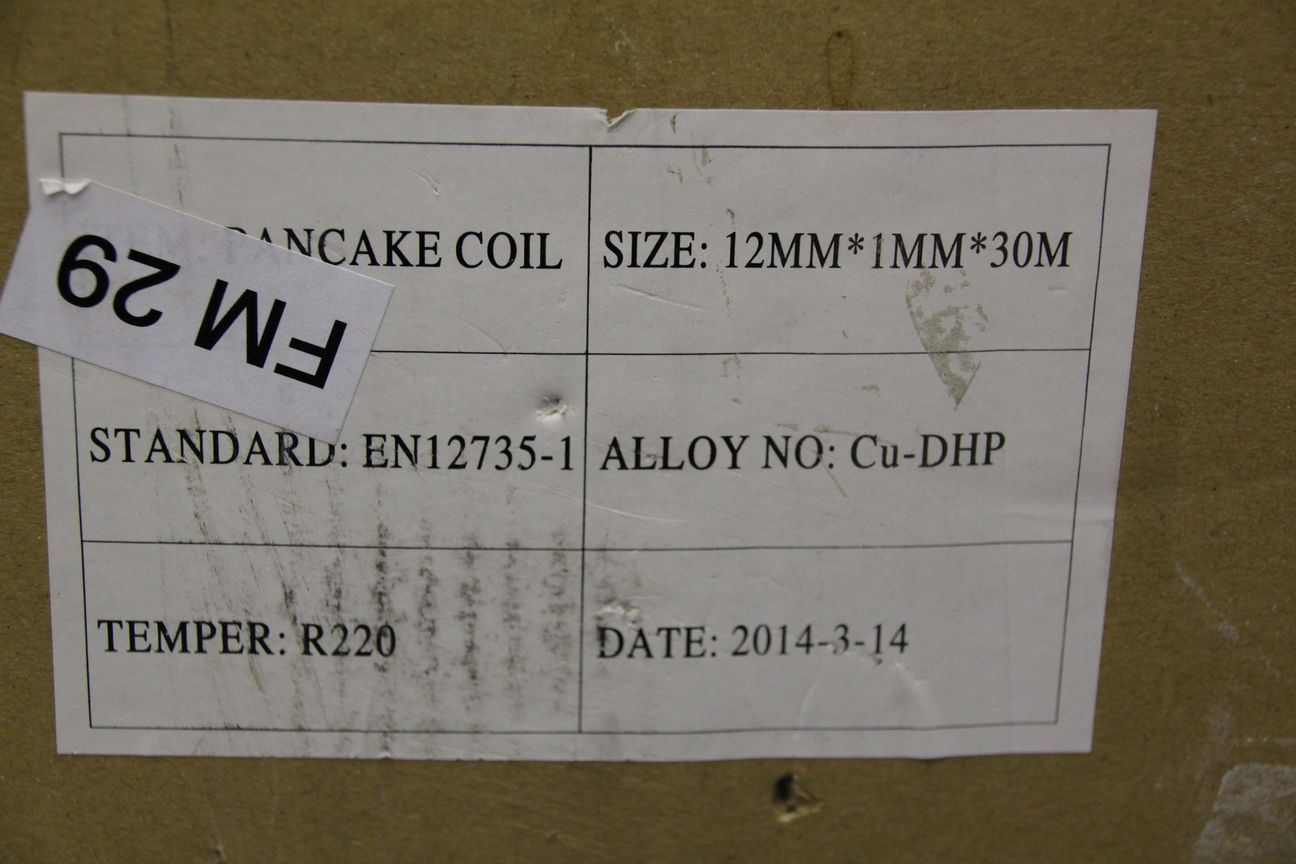 PANCAKE COIL
SIZE: 12MM*1MM*30M
FM 29
STANDARD: EN12735-1
ALLOY NO: Cu-DHP
TEMPER: R220
DATE: 2014-3-14